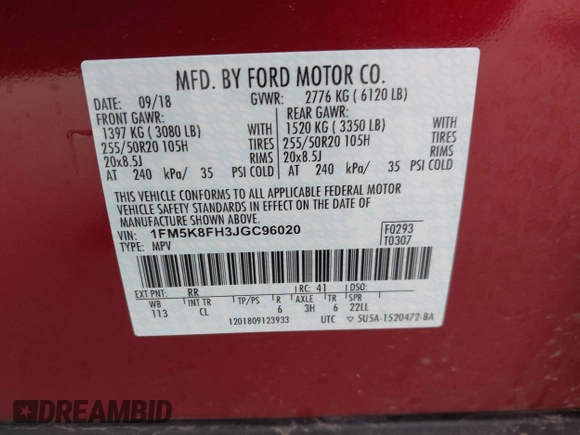 MFD. BY FORD MOTOR CO.
DATE: 09/18 GVWR: 2776 KG ( 6120 LB)
FRONT GAWR: REAR GAWR:
1397 KG ( 3080 LB) WITH 1520 KG ( 3350 LB) WITH
255/50R20 105H TIRES 255/50R20 105H TIRES
20x8.5J RIMS 20x8.5J RIMS
AT 240 kPa/ 35 PSI COLD AT 240 kPa/ 35 PSI COLD
THIS VEHICLE CONFORMS TO ALL APPLICABLE FEDERAL MOTOR
VEHICLE SAFETY STANDARDS IN EFFECT ON THE DATE OF
MANUFACTURE SHOWN ABOVE.
VIN: 1FM5K8FH3JGC96020 F0293
TYPE: MPV T0307
EXT PNT: RR RC: 41 DSO:
WB INT TR TP/PS R AXLE TR SPR
113 CL 6 3H 6 22LL
1201809123933 UTC 5U5A-1520472-BA
DREAMBID